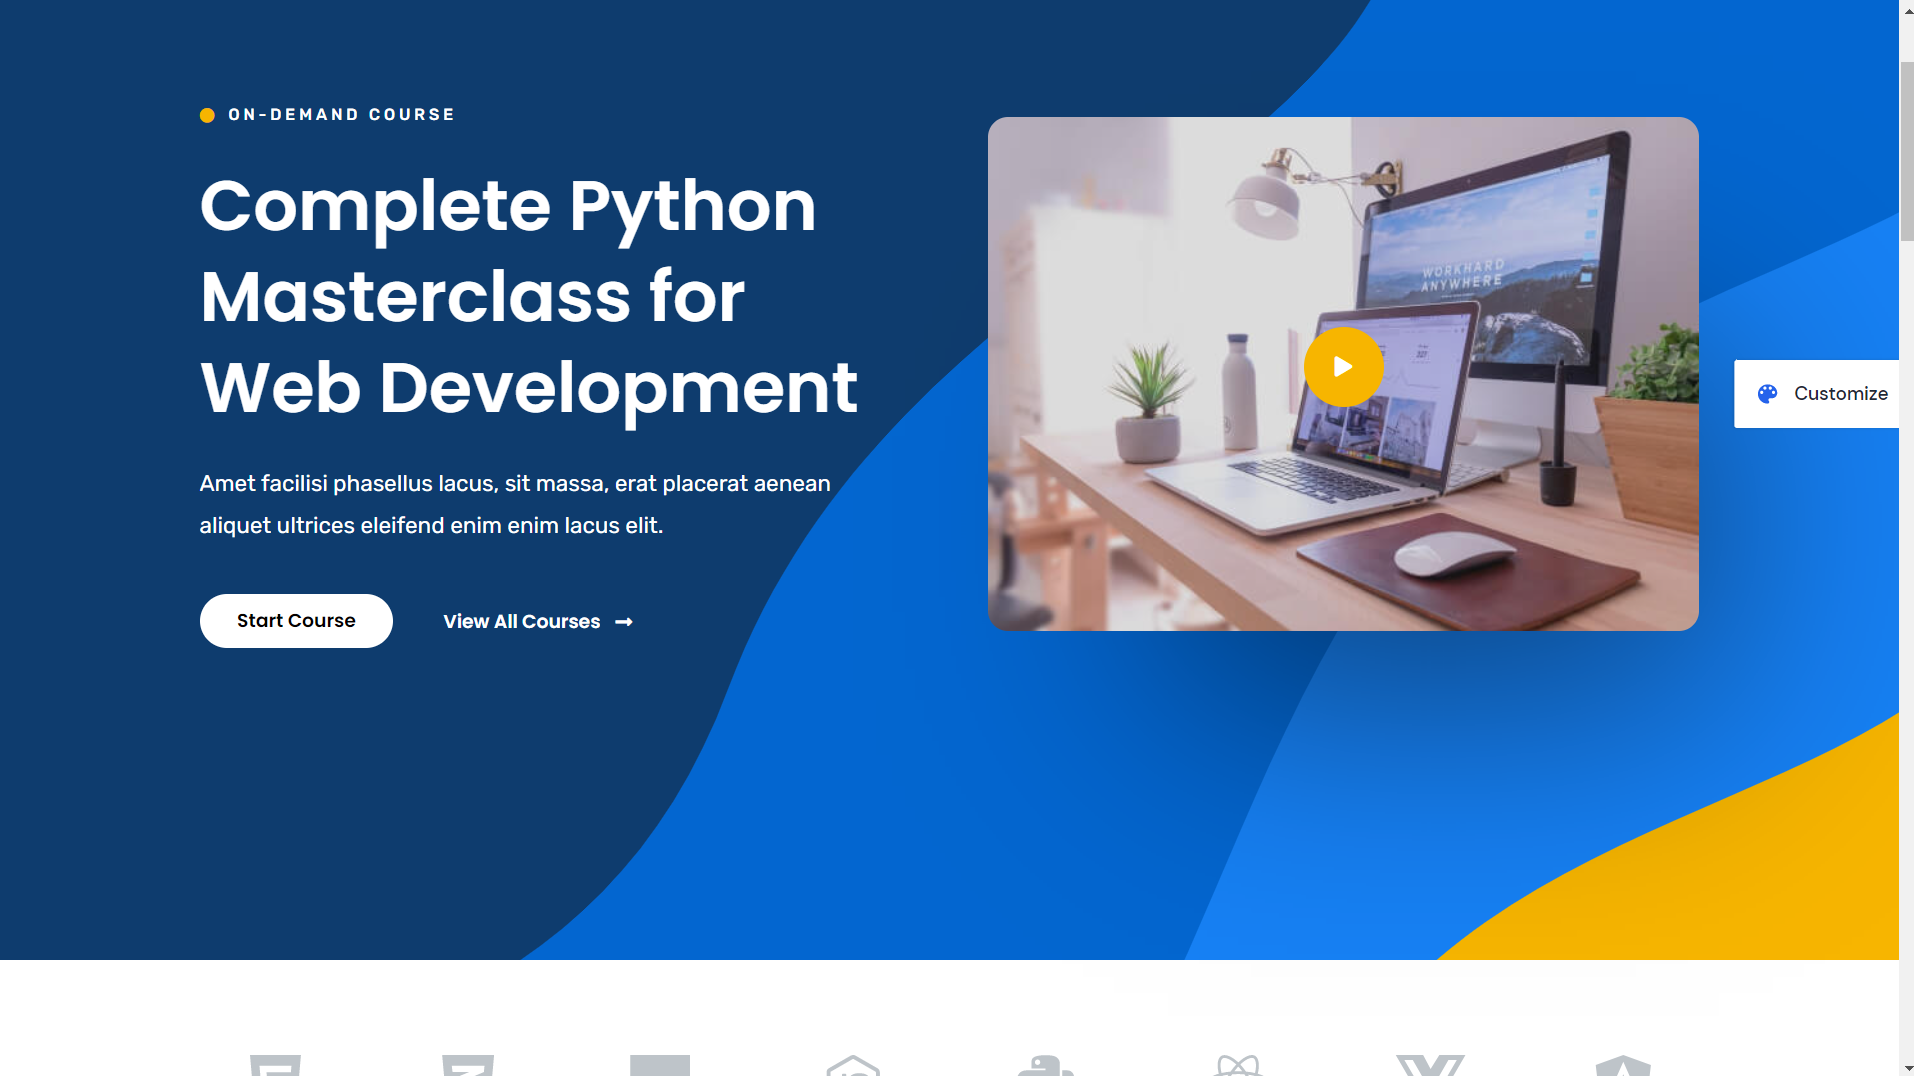 ON-DEMAND COURSE
Complete Python
Masterclass for
Web Development
Amet facilisi phasellus lacus, sit massa, erat placerat aenean
aliquet ultrices eleifend enim enim lacus elit.
Start Course
View All Courses
WORKHARD
ANYWHERE
Customize